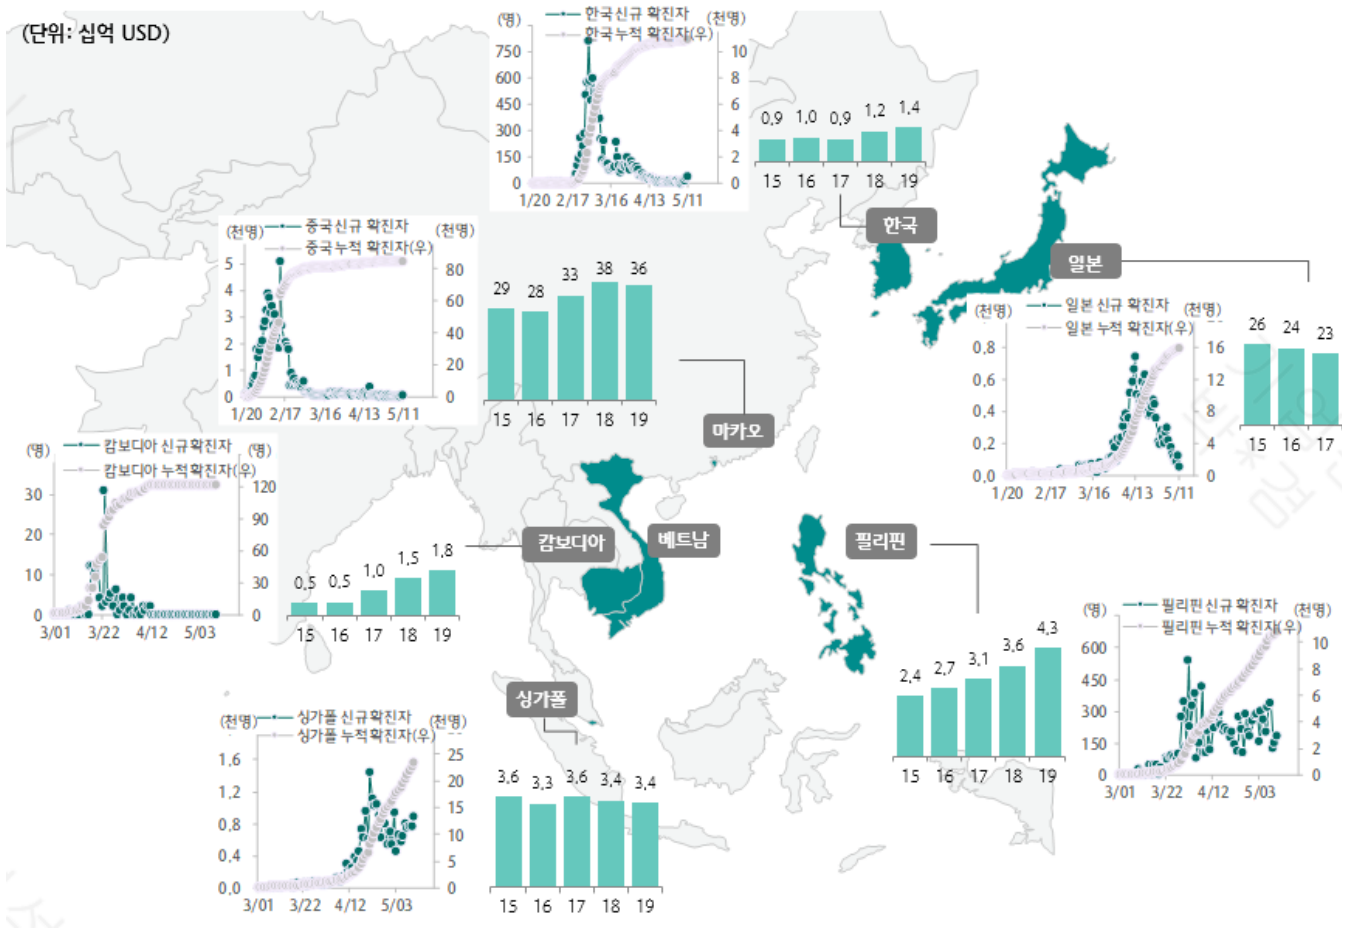 (단위: 십억 USD)
(명) 한국 신규 확진자 (천명)
한국 누적 확진자(우)
750 10
600 8
450 6
300 4
150 2
0 0
1/20 2/17 3/16 4/13 5/11
0.9 1.0 0.9 1.2 1.4
15 16 17 18 19
한국
(천명) 중국 신규 확진자 (천명)
중국 누적 확진자(우)
5 80
4 60
3 40
2 20
1
0 0
1/20 2/17 3/16 4/13 5/11
29 28 33 38 36
15 16 17 18 19
마카오
일본
(천명) 일본 신규 확진자 (천명)
일본 누적 확진자(우)
0.8 16
0.6 12
0.4 8
0.2 4
0.0 0
1/20 2/17 3/16 4/13 5/11
26 24 23
15 16 17
(명) 캄보디아 신규 확진자 (명)
캄보디아 누적 확진자(우)
30 120
20 90
10 60
30
0 0
3/01 3/22 4/12 5/03
0.5 0.5 1.0 1.5 1.8
15 16 17 18 19
캄보디아
베트남
필리핀
2.4 2.7 3.1 3.6 4.3
15 16 17 18 19
(명) 필리핀 신규 확진자 (천명)
필리핀 누적 확진자(우)
600 10
450 8
300 6
150 4
2
0 0
3/01 3/22 4/12 5/03
싱가폴
(천명) 싱가폴 신규 확진자 (천명)
싱가폴 누적 확진자(우)
1.6 25
1.2 20
0.8 15
0.4 10
5
0.0 0
3/01 3/22 4/12 5/03
3.6 3.3 3.6 3.4 3.4
15 16 17 18 19